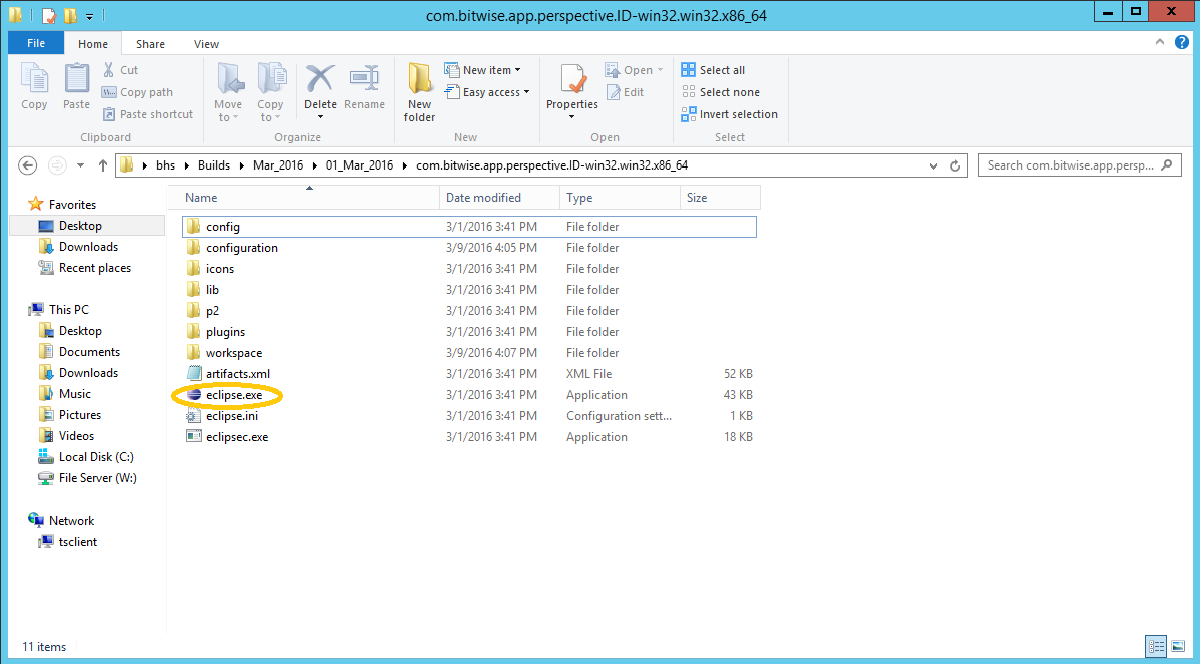 com.bitwise.app.perspective.ID-win32.win32.x86_64
File Home Share View
Copy
Paste
Cut
Copy path
Paste shortcut
Clipboard
Move to
Copy to
Delete
Rename
Organize
New folder
New item
Easy access
New
Properties
Open
Edit
Open
Select all
Select none
Invert selection
Select
bhs Builds Mar_2016 01_Mar_2016 com.bitwise.app.perspective.ID-win32.win32.x86_64
Search com.bitwise.app.persp...
Favorites
Desktop
Downloads
Recent places
This PC
Desktop
Documents
Downloads
Music
Pictures
Videos
Local Disk (C:)
File Server (W:)
Network
tsclient
Name Date modified Type Size
config 3/1/2016 3:41 PM File folder
configuration 3/9/2016 4:05 PM File folder
icons 3/1/2016 3:41 PM File folder
lib 3/1/2016 3:41 PM File folder
p2 3/1/2016 3:41 PM File folder
plugins 3/1/2016 3:41 PM File folder
workspace 3/9/2016 4:07 PM File folder
artifacts.xml 3/1/2016 3:41 PM XML File 52 KB
eclipse.exe 3/1/2016 3:41 PM Application 43 KB
eclipse.ini 3/1/2016 3:41 PM Configuration sett... 1 KB
eclipsec.exe 3/1/2016 3:41 PM Application 18 KB
11 items